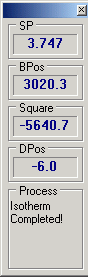 SP
3.747
BPos
3020.3
Square
-5640.7
DPos
-6.0
Process
Isotherm
Completed!